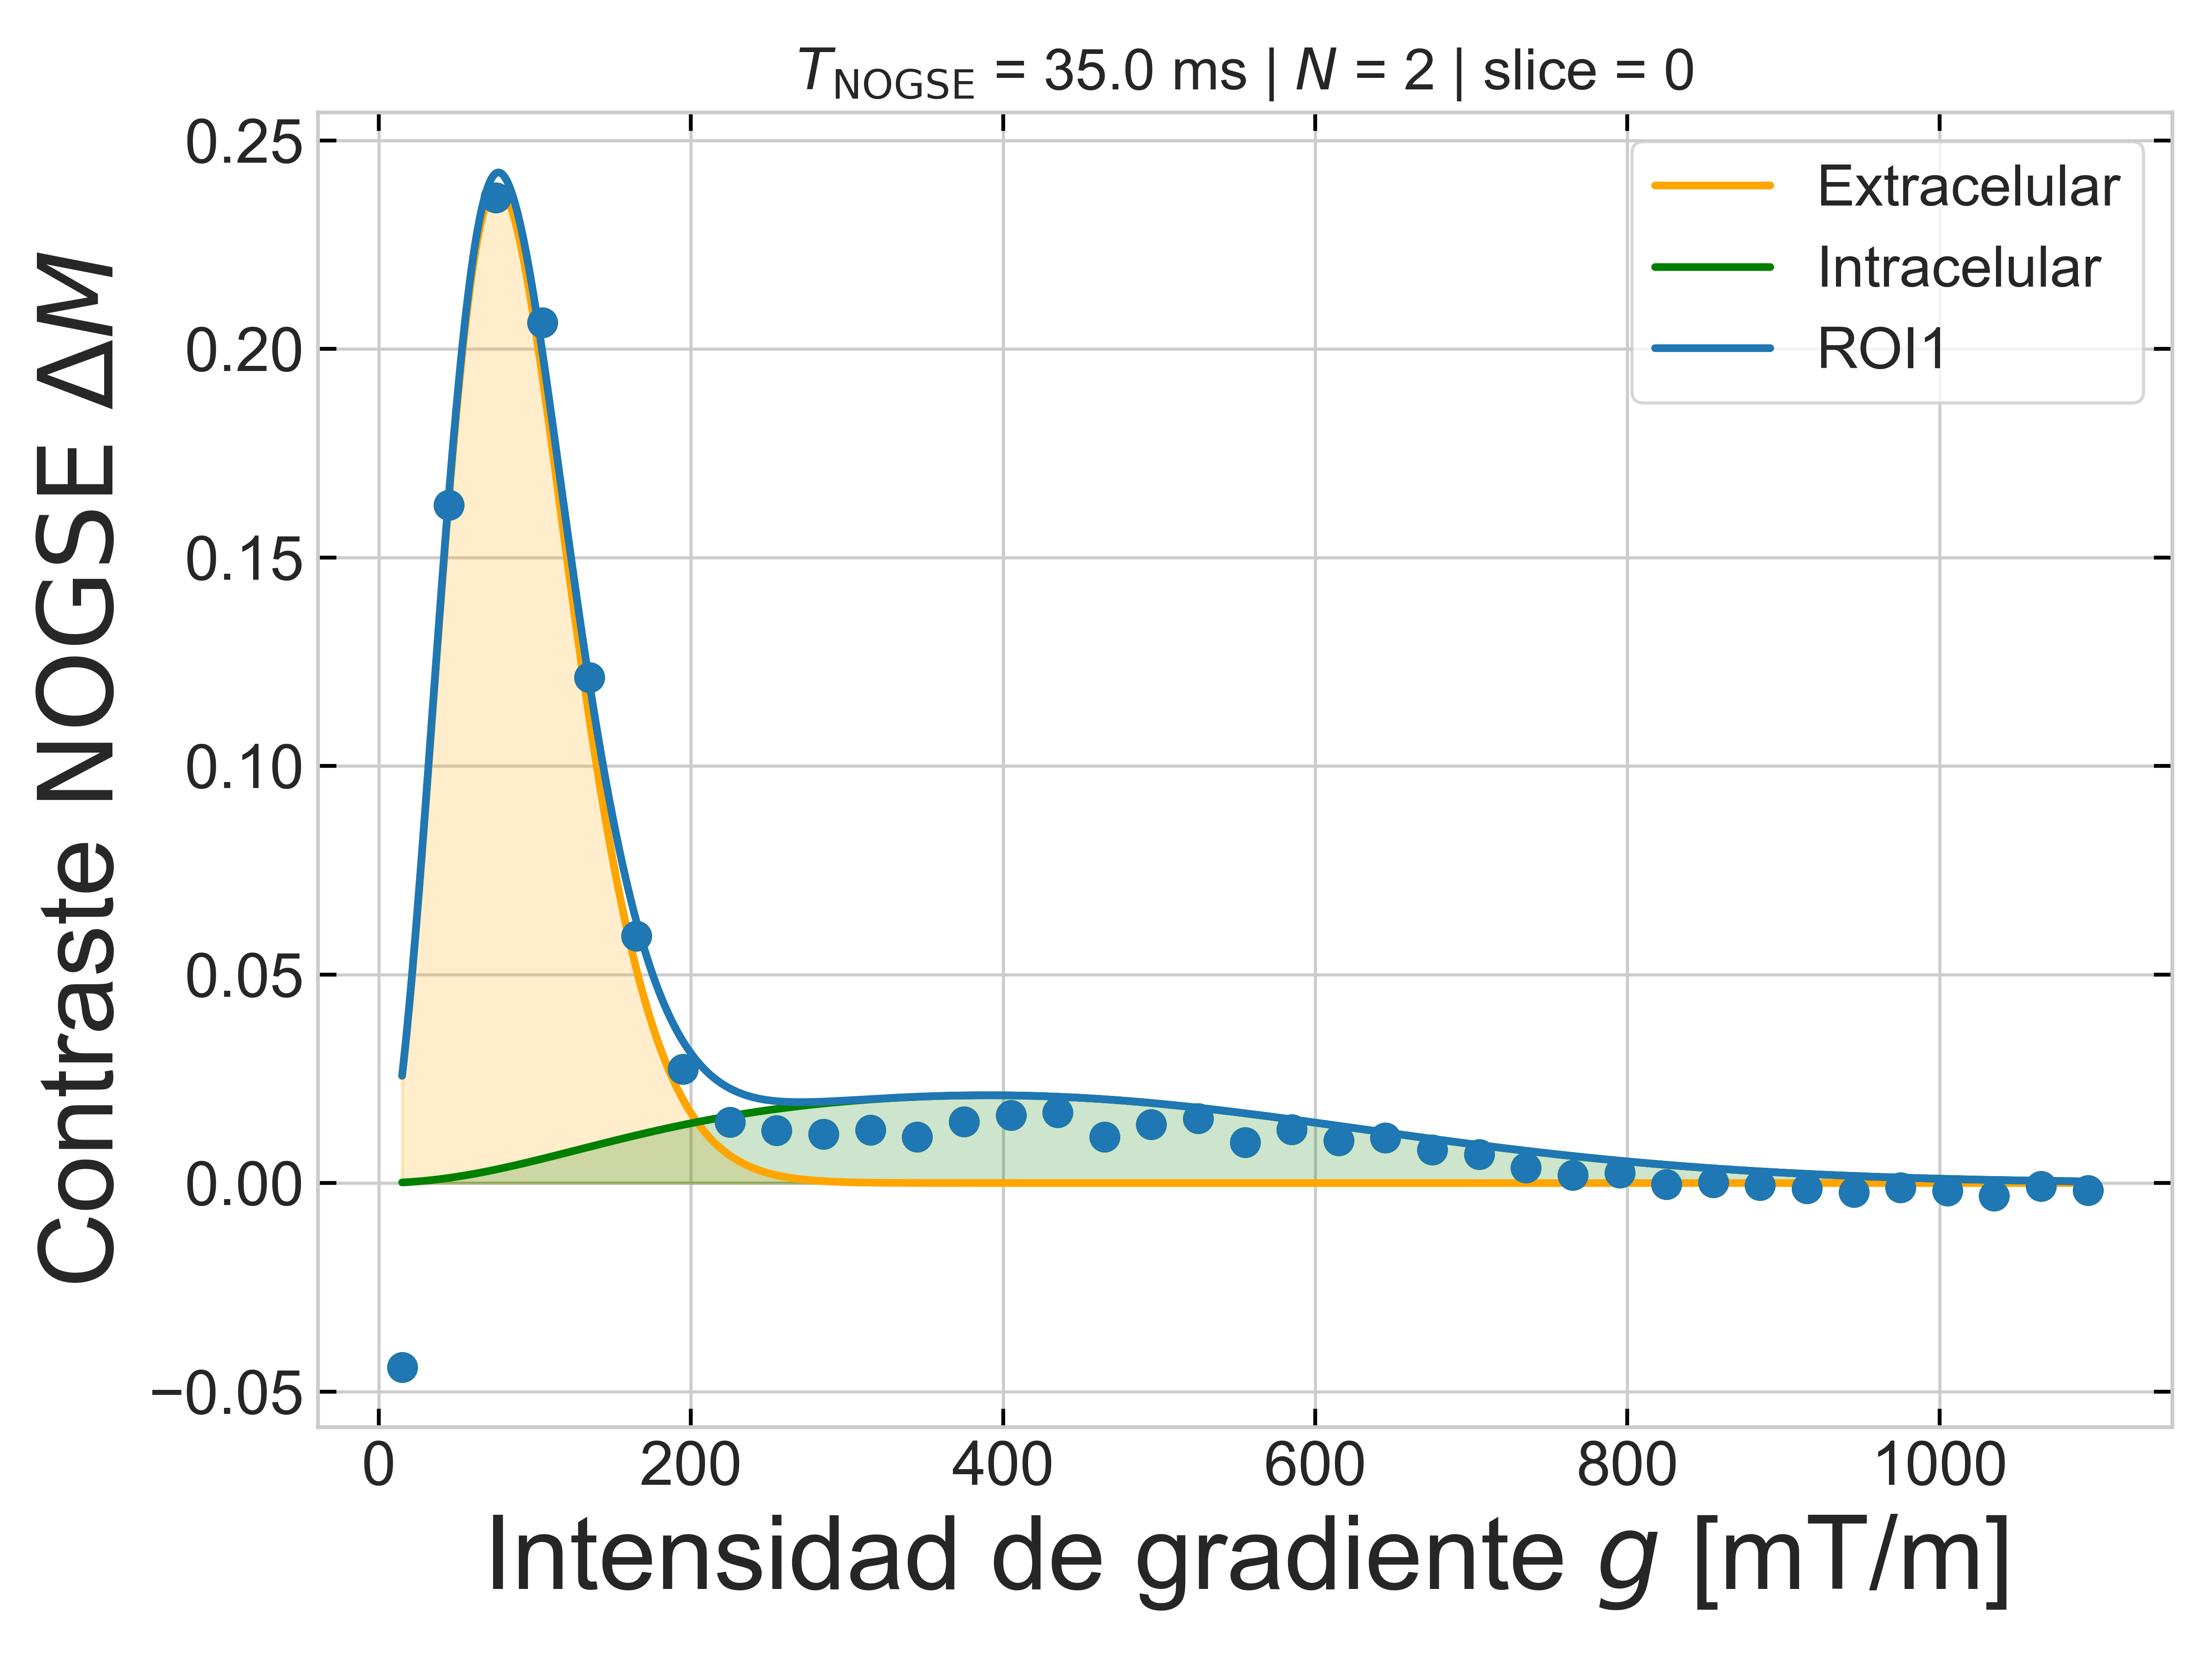 T_NOGSE = 35.0 ms | N = 2 | slice = 0
Contraste NOGSE ΔM
0.25
0.20
0.15
0.10
0.05
0.00
−0.05
Extracelular
Intracelular
ROI1
0 200 400 600 800 1000
Intensidad de gradiente g [mT/m]